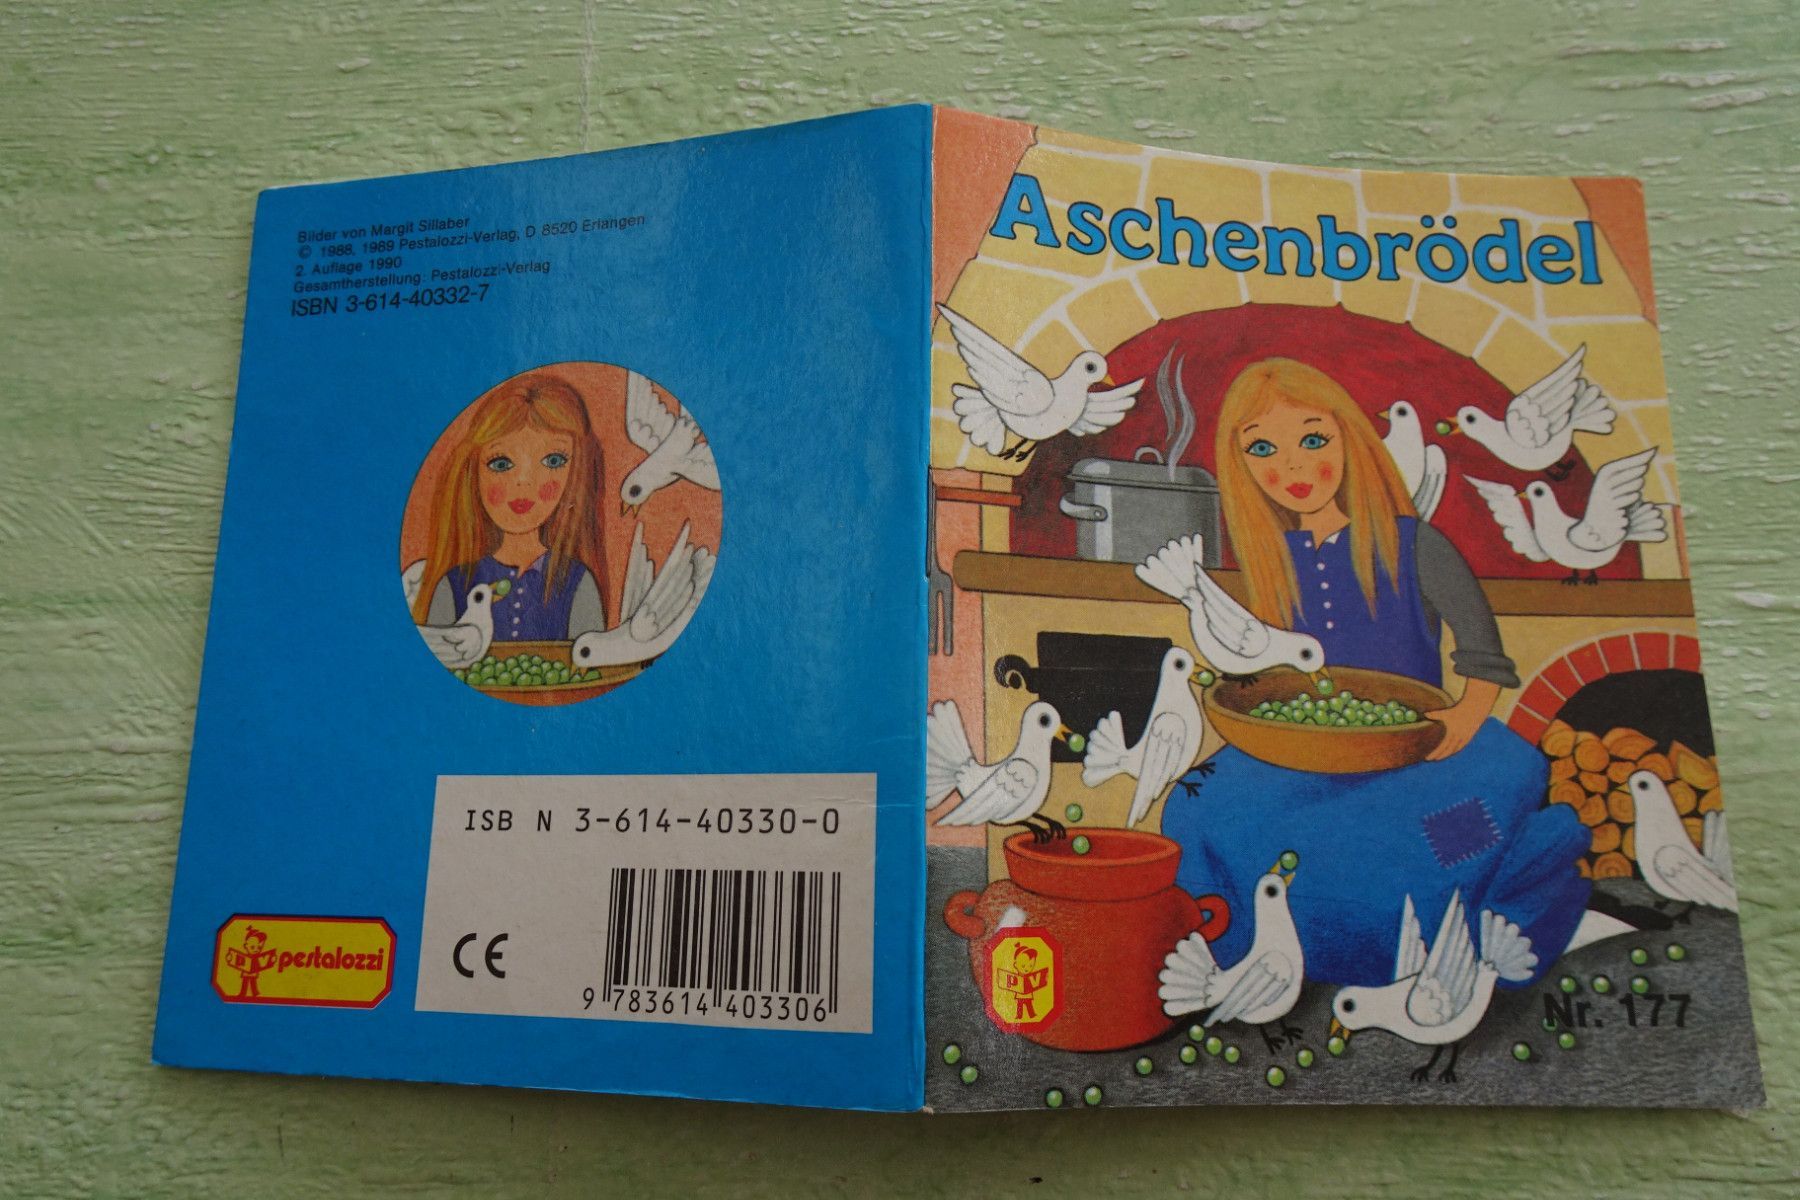 Bilder von Margit Sillaber
© 1988, 1989 Pestalozzi-Verlag, D 8520 Erlangen
2. Auflage 1990
Gesamtherstellung: Pestalozzi-Verlag
ISBN 3-614-40332-7
ISB N 3-614-40330-0
CE
9 783614 403306
PV
pestalozzi
Aschenbrödel
PV
Nr. 177